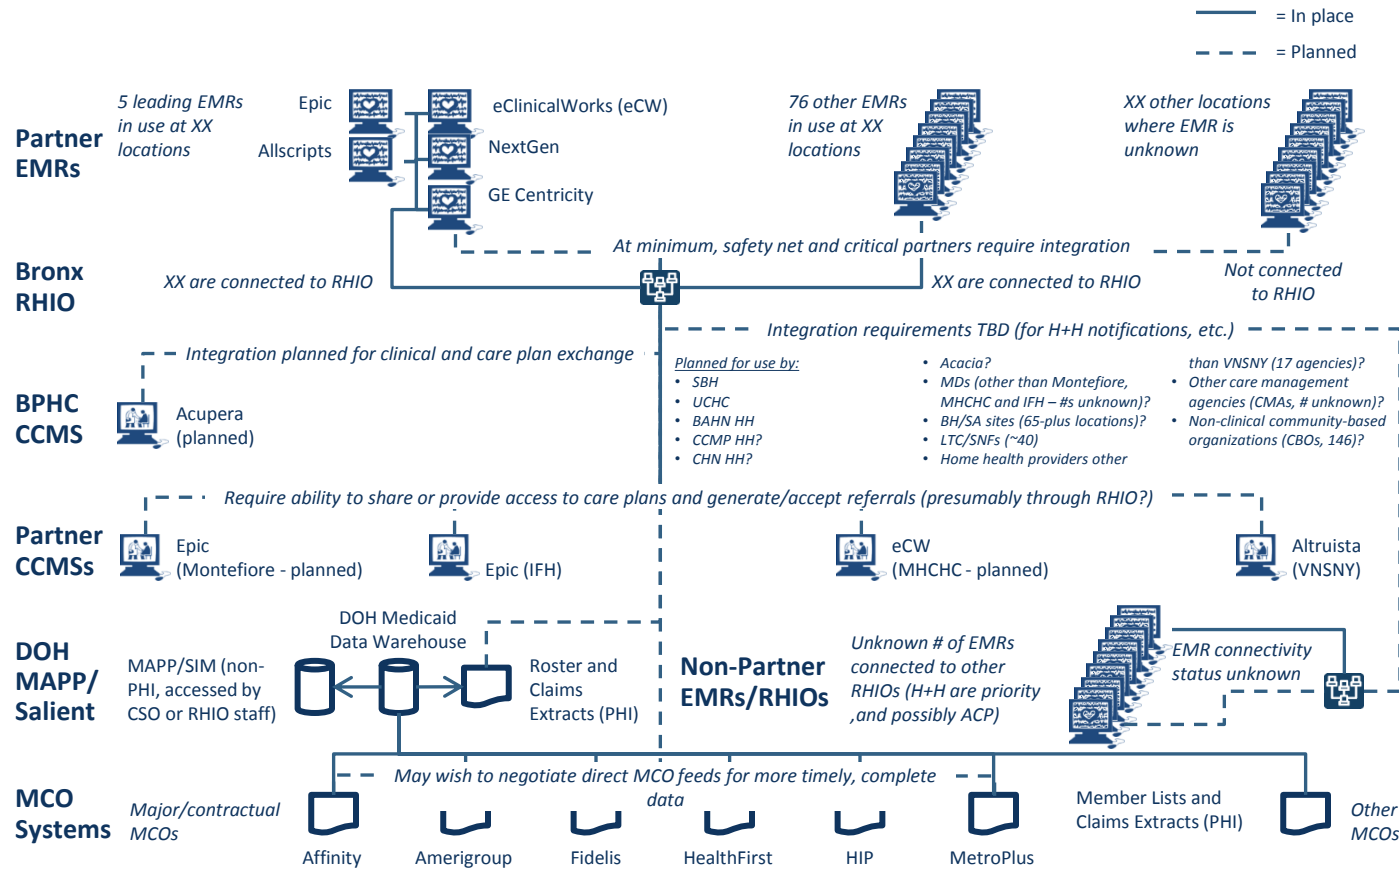 = In place
= Planned
Partner
EMRs
5 leading EMRs
in use at XX
locations
Epic
Allscripts
eClinicalWorks (eCW)
NextGen
GE Centricity
76 other EMRs
in use at XX
locations
XX other locations
where EMR is
unknown
At minimum, safety net and critical partners require integration
Bronx
RHIO
XX are connected to RHIO
XX are connected to RHIO
Not connected
to RHIO
Integration requirements TBD (for H+H notifications, etc.)
Integration planned for clinical and care plan exchange
BPHC
CCMS
Acupera
(planned)
Planned for use by:
• SBH
• UCHC
• BAHN HH
• CCMP HH?
• CHN HH?
• Acacia?
• MDs (other than Montefiore,
MHCHC and IFH – #s unknown)?
• BH/SA sites (65-plus locations)?
• LTC/SNFs (~40)
• Home health providers other
than VNSNY (17 agencies)?
• Other care management
agencies (CMAs, # unknown)?
• Non-clinical community-based
organizations (CBOs, 146)?
Require ability to share or provide access to care plans and generate/accept referrals (presumably through RHIO?)
Partner
CCMSs
Epic
(Montefiore - planned)
Epic (IFH)
eCW
(MHCHC - planned)
Altruista
(VNSNY)
DOH
MAPP/
Salient
MAPP/SIM (non-
PHI, accessed by
CSO or RHIO staff)
DOH Medicaid
Data Warehouse
Roster and
Claims
Extracts (PHI)
Non-Partner
EMRs/RHIOs
Unknown # of EMRs
connected to other
RHIOs (H+H are priority
,and possibly ACP)
EMR connectivity
status unknown
May wish to negotiate direct MCO feeds for more timely, complete
data
MCO
Systems
Major/contractual
MCOs
Affinity
Amerigroup
Fidelis
HealthFirst
HIP
MetroPlus
Member Lists and
Claims Extracts (PHI)
Other
MCOs